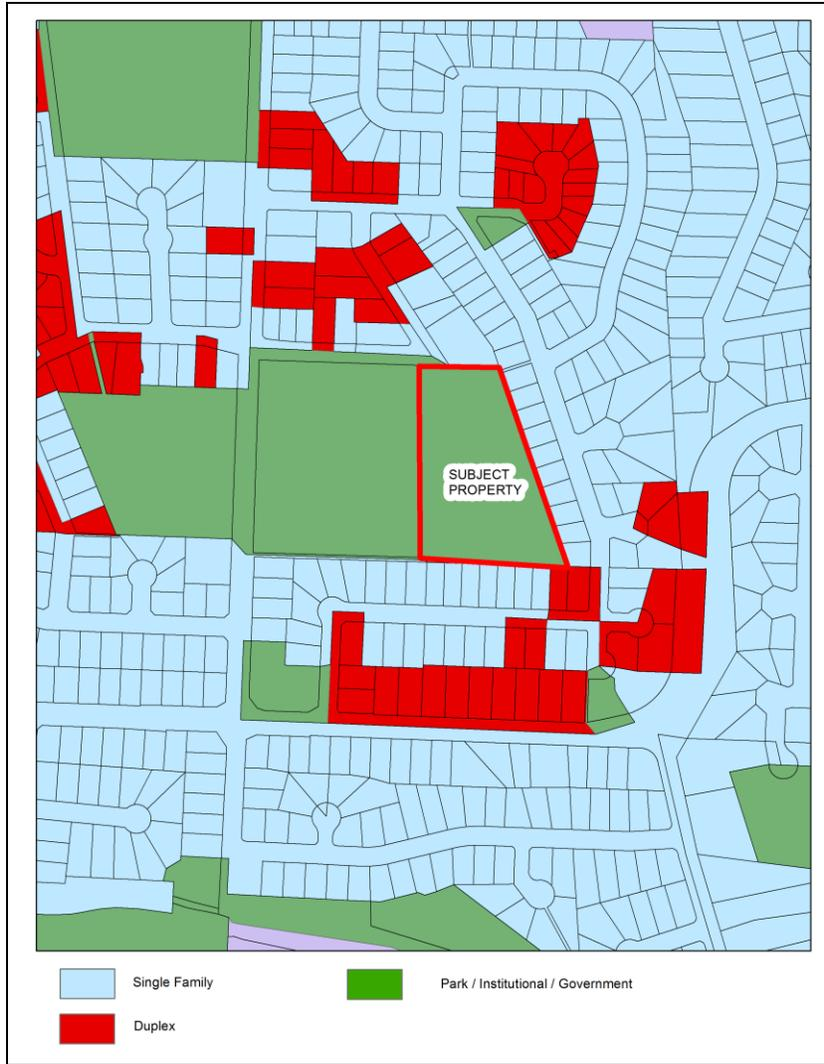 SUBJECT
PROPERTY
Single Family
Park / Institutional / Government
Duplex